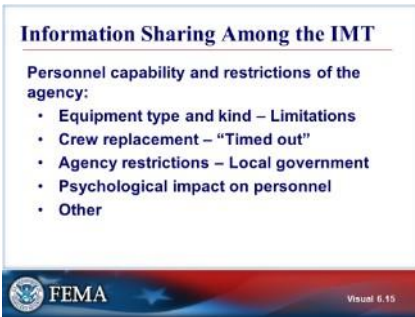 Information Sharing Among the IMT
Personnel capability and restrictions of the
agency:
• Equipment type and kind – Limitations
• Crew replacement – “Timed out”
• Agency restrictions – Local government
• Psychological impact on personnel
• Other
FEMA
Visual 6.15